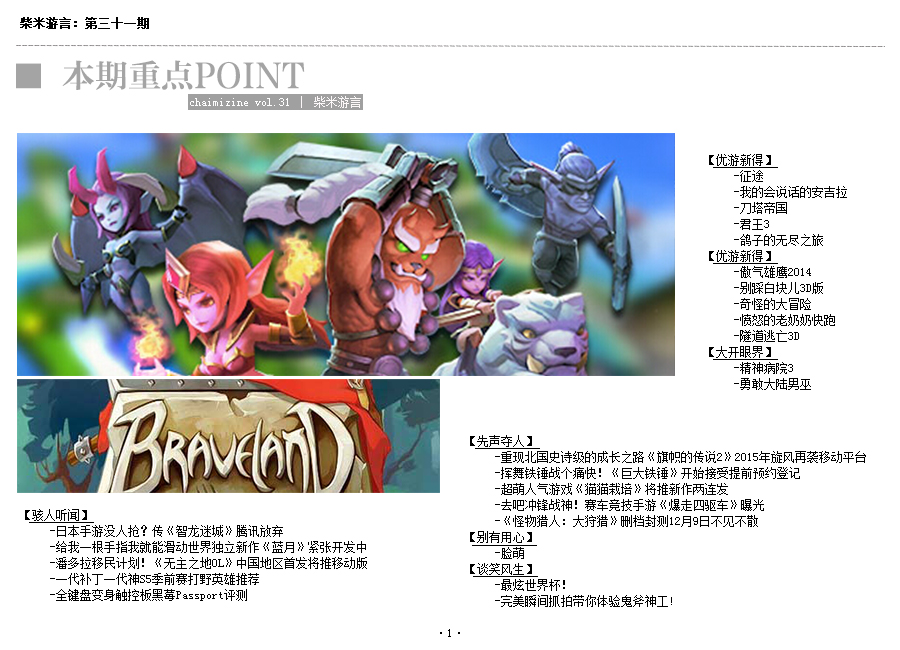 柴米游言：第三十一期
本期重点POINT
chaimizine vol.31 | 柴米游言
【优游新得】
-征途
-我的会说话的安吉拉
-刀塔帝国
-君王3
-鸽子的无尽之旅
【优游新得】
-傲气雄鹰2014
-别踩白块儿3D版
-奇怪的大冒险
-愤怒的老奶奶快跑
-隧道逃亡3D
【大开眼界】
-精神病院3
-勇敢大陆男巫
BRAVELAND
【骇人听闻】
-日本手游没人抢？传《智龙迷城》腾讯放弃
-给我一根手指我就能滑动世界独立新作《蓝月》紧张开发中
-潘多拉移民计划！《无主之地OL》中国地区首发将推移动版
-一代补丁一代神S5季前赛打野英雄推荐
-全键盘变身触控板黑莓Passport评测
【先声夺人】
-重现北国史诗级的成长之路《旗帜的传说2》2015年旋风再袭移动平台
-挥舞铁锤战个痛快！《巨大铁锤》开始接受提前预约登记
-超萌人气游戏《猫猫栽培》将推新作两连发
-去吧冲锋战神！赛车竞技手游《爆走四驱车》曝光
-《怪物猎人：大狩猎》删档封测12月9日不见不散
【别有用心】
-脸萌
【谈笑风生】
-最炫世界杯！
-完美瞬间抓拍带你体验鬼斧神工！
·1·